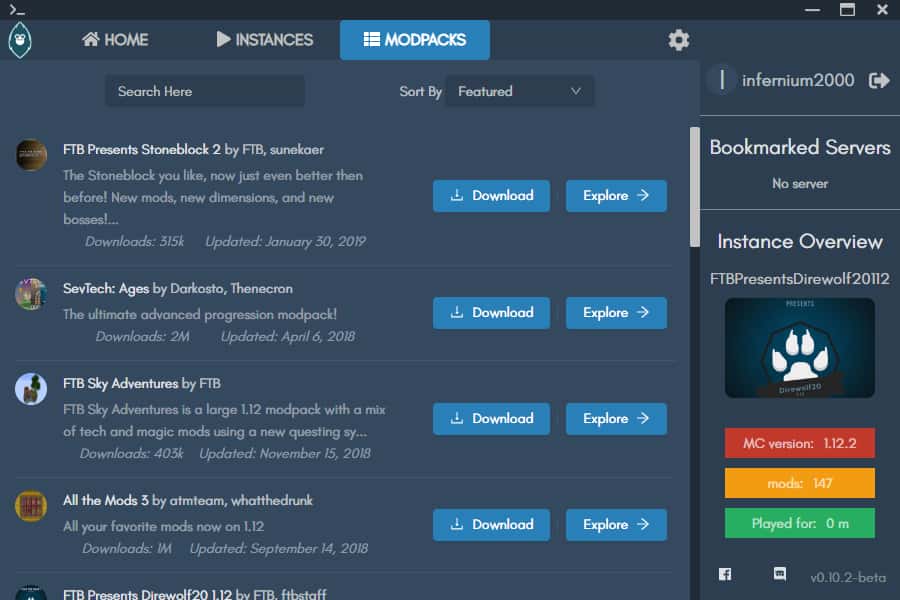 HOME INSTANCES MODPACKS
Search Here Sort By Featured
FTB Presents Stoneblock 2 by FTB, sunekaer
The Stoneblock you like, now just even better then
before! New mods, new dimensions, and new
bosses!...
Downloads: 315k Updated: January 30, 2019
Download Explore
SevTech: Ages by Darkosto, Thenecron
The ultimate advanced progression modpack!
Downloads: 2M Updated: April 6, 2018
Download Explore
FTB Sky Adventures by FTB
FTB Sky Adventures is a large 1.12 modpack with a mix
of tech and magic mods using a new questing sy...
Downloads: 403k Updated: November 15, 2018
Download Explore
All the Mods 3 by atmteam, whatthedrunk
All your favorite mods now on 1.12
Downloads: 1M Updated: September 14, 2018
Download Explore
FTB Presents Direwolf20 1.12 by FTB, ftbstaff
I infernium2000
Bookmarked Servers
No server
Instance Overview
FTBPresentsDirewolf20112
PRESENTS
Direwolf20
MC version: 1.12.2
mods: 147
Played for: 0 m
v0.10.2-beta